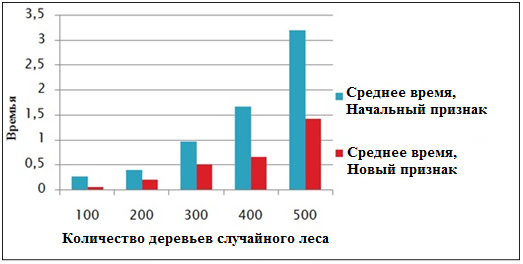 3,5
3
2,5
2
1,5
1
0,5
0
Времья
100 200 300 400 500
Количество деревьев случайного леса
Среднее время,
Начальный признак
Среднее время,
Новый признак